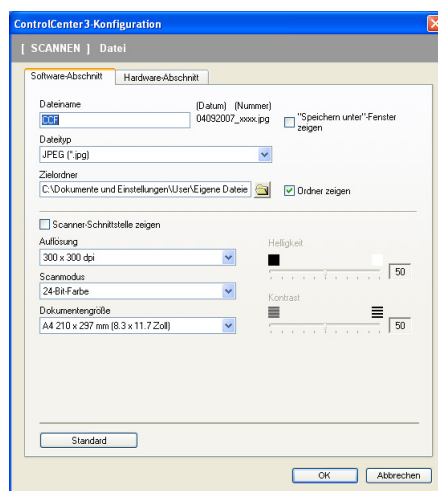 ControlCenter3-Konfiguration
[ SCANNEN ] Datei
Software-Abschnitt Hardware-Abschnitt
Dateiname (Datum) (Nummer)
CCF 04092007_xxxx.jpg "Speichern unter"-Fenster zeigen
Dateityp
JPEG (*.jpg)
Zielordner
C:\Dokumente und Einstellungen\User\Eigene Dateie Ordner zeigen
Scanner-Schnittstelle zeigen
Auflösung Helligkeit
300 x 300 dpi 50
Scanmodus
24-Bit-Farbe Kontrast
Dokumentengröße
A4 210 x 297 mm (8.3 x 11.7 Zoll) 50
Standard
OK Abbrechen